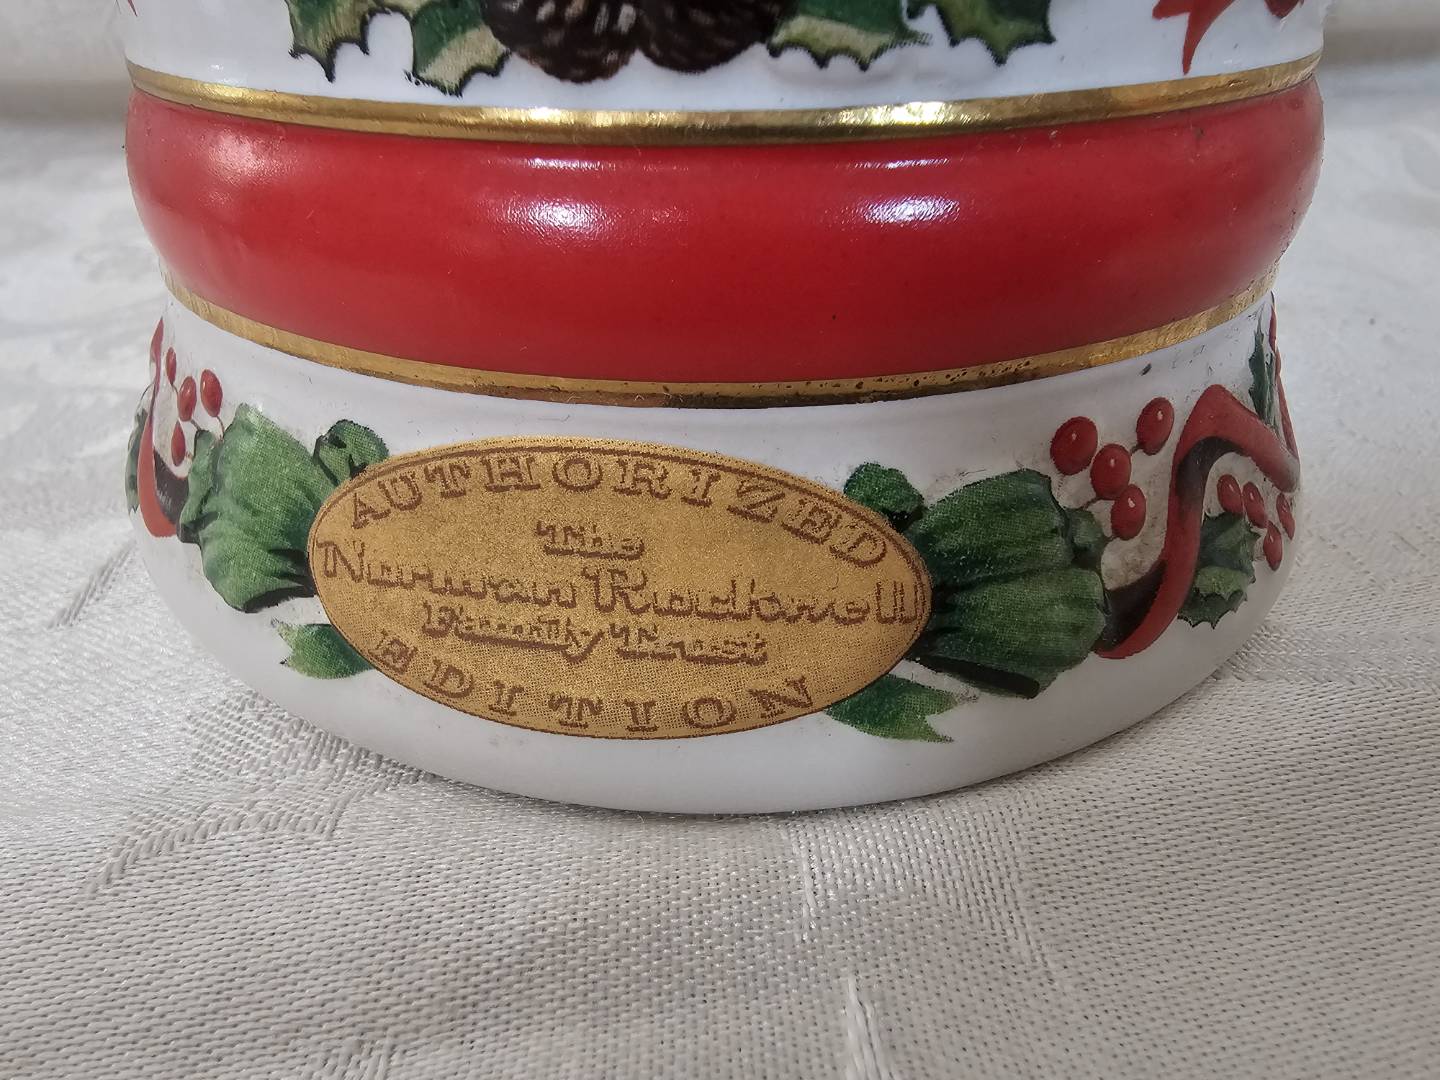 AUTHORIZED
The
Norman Rockwell
Family Trust
EDITION